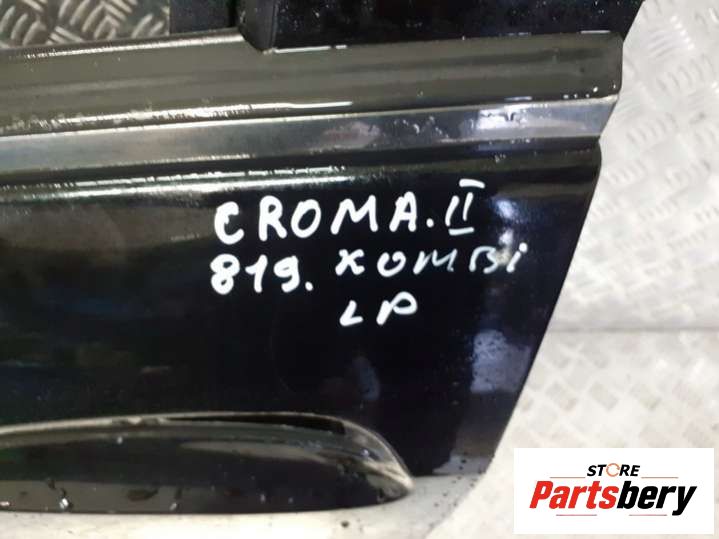 CROMA. II
819. KOMBI
LP
STORE
Partsbery